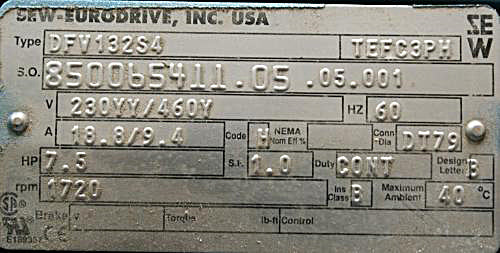 SEW-EURODRIVE, INC. USA
Type DFV132S4 TEFC3PH SEW
S.O. 850065411.05 .05.001
V 230YY/460Y HZ 60
A 18.8/9.4 Code H NEMA Nom Eff % Conn-Dia DT79
HP 7.5 S.F. 1.0 Duty CONT Design Letter B
rpm 1720 Ins Class B Maximum Ambient 40 °C
Brake V Torque lb-ft Control
E189357 CE